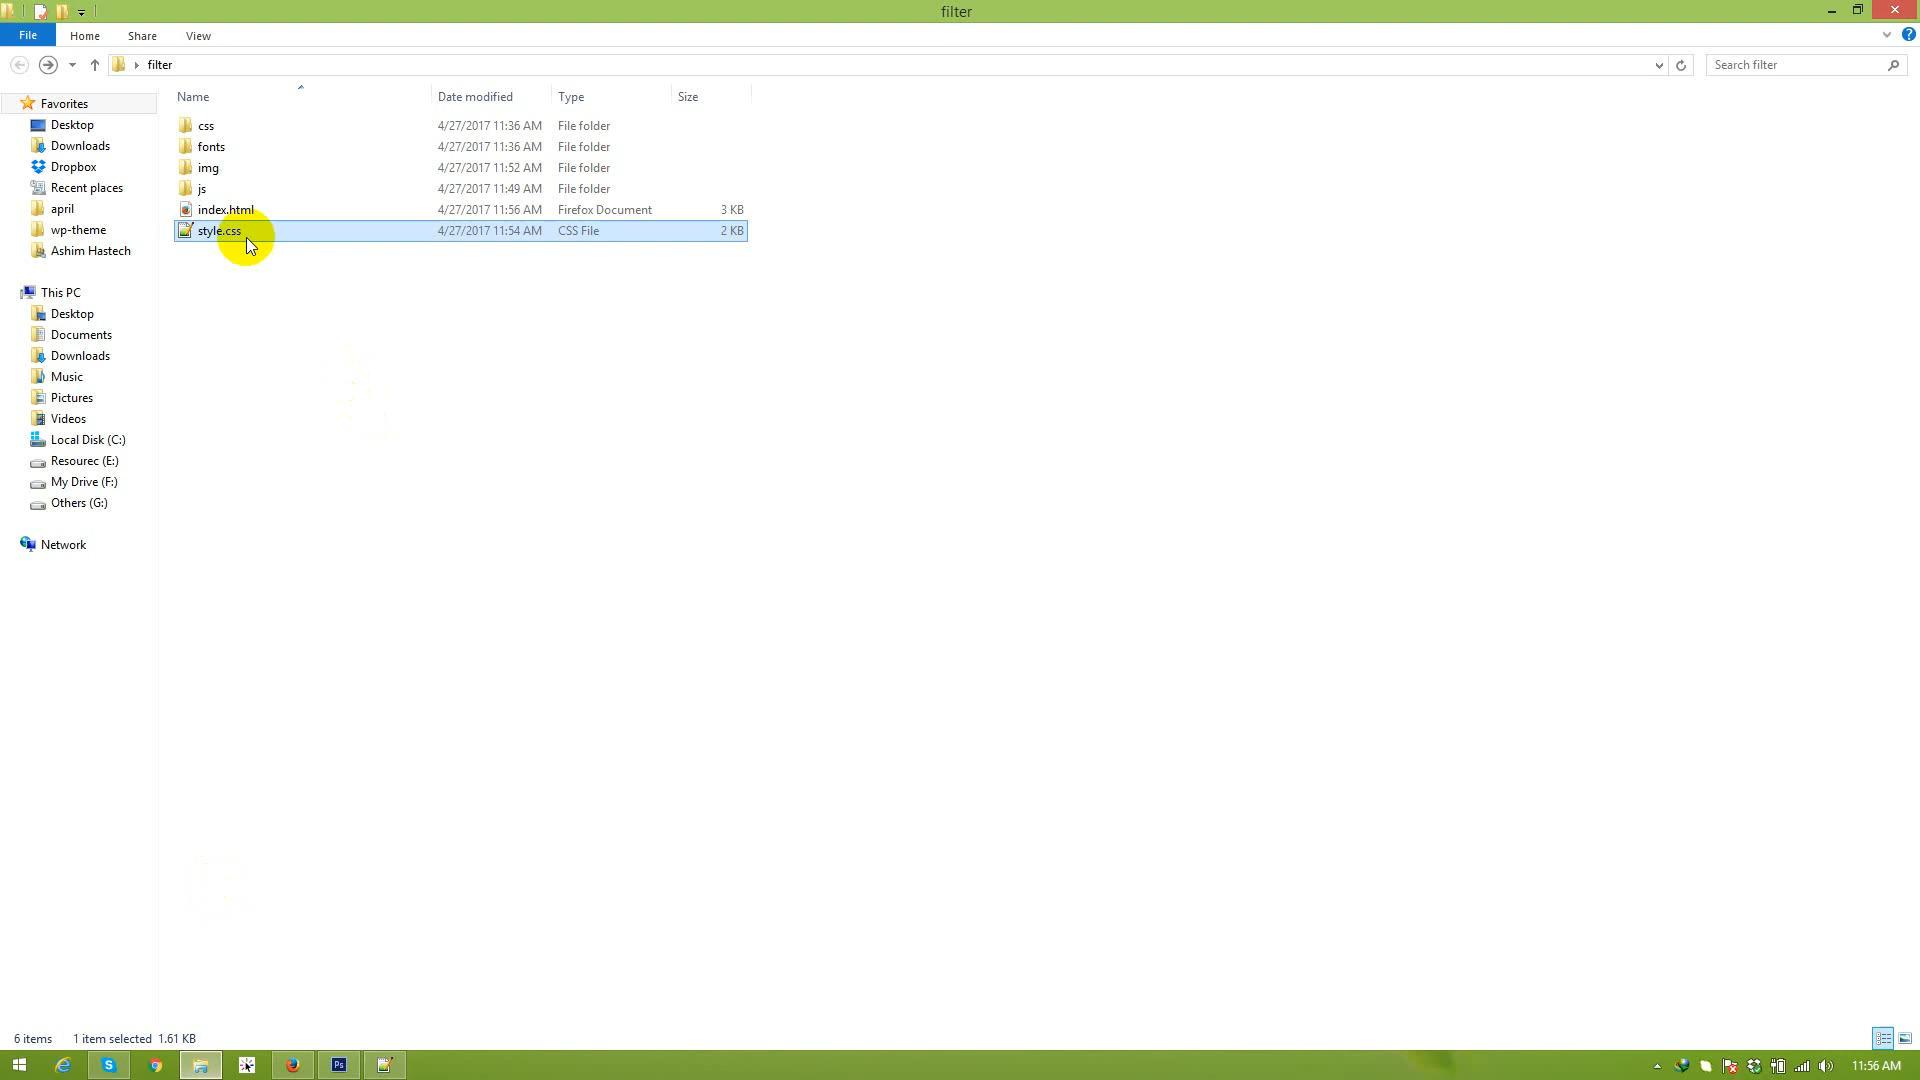 filter
File Home Share View
filter
Search filter
Name Date modified Type Size
Favorites
Desktop
Downloads
Dropbox
Recent places
april
wp-theme
Ashim Hastech
This PC
Desktop
Documents
Downloads
Music
Pictures
Videos
Local Disk (C:)
Resourec (E:)
My Drive (F:)
Others (G:)
Network
css 4/27/2017 11:36 AM File folder
fonts 4/27/2017 11:36 AM File folder
img 4/27/2017 11:52 AM File folder
js 4/27/2017 11:49 AM File folder
index.html 4/27/2017 11:56 AM Firefox Document 3 KB
style.css 4/27/2017 11:54 AM CSS File 2 KB
6 items 1 item selected 1.61 KB
11:56 AM